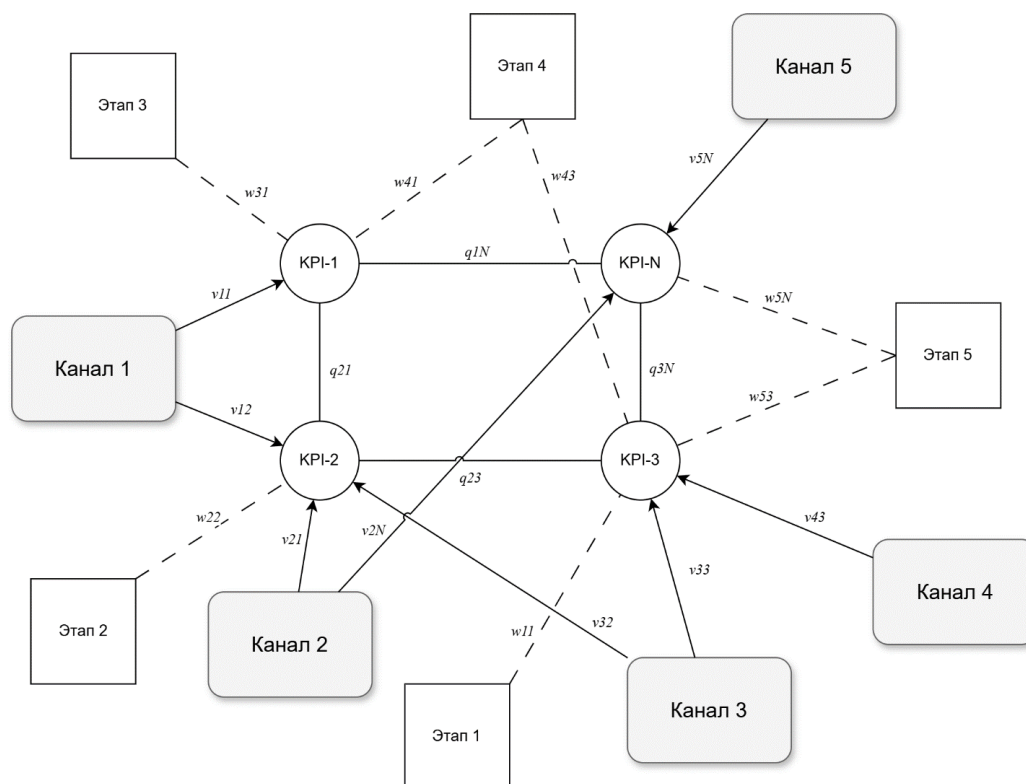 Этап 3
Этап 4
Канал 5
v5N
w31
w41
w43
KPI-1
q1N
KPI-N
v11
w5N
Канал 1
q21
q3N
Этап 5
w53
v12
KPI-2
KPI-3
q23
w22
v21
v2N
v43
v33
Канал 4
Этап 2
Канал 2
v32
w11
Канал 3
Этап 1